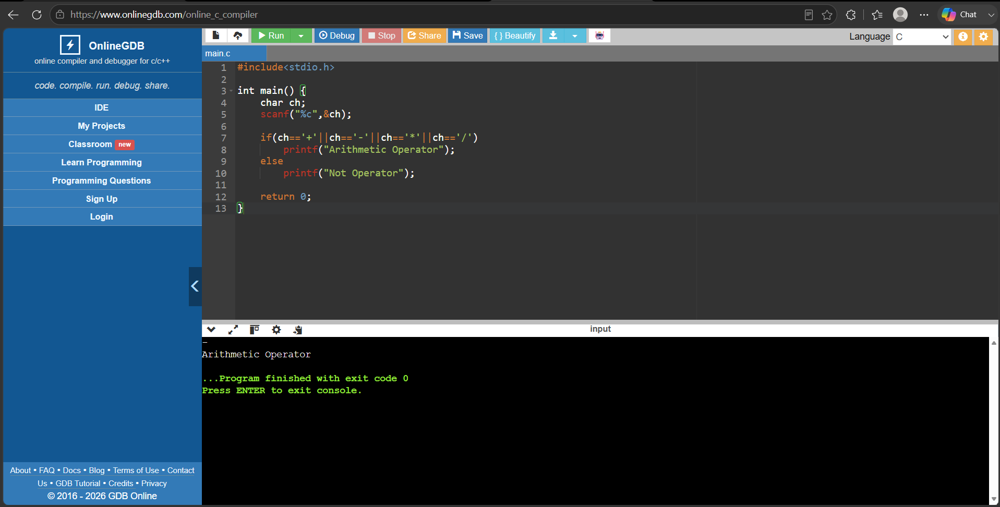 https://www.onlinegdb.com/online_c_compiler
Chat
OnlineGDB
online compiler and debugger for c/c++
code. compile. run. debug. share.
IDE
My Projects
Classroom new
Learn Programming
Programming Questions
Sign Up
Login
About • FAQ • Docs • Blog • Terms of Use • Contact
Us • GDB Tutorial • Credits • Privacy
© 2016 - 2026 GDB Online
Run Debug Stop Share Save { } Beautify
Language C
main.c
1 #include<stdio.h>
2
3 int main() {
4     char ch;
5     scanf("%c",&ch);
6
7     if(ch=='+'||ch=='-'||ch=='*'||ch=='/')
8         printf("Arithmetic Operator");
9     else
10         printf("Not Operator");
11
12     return 0;
13 }
input
-
Arithmetic Operator
...Program finished with exit code 0
Press ENTER to exit console.